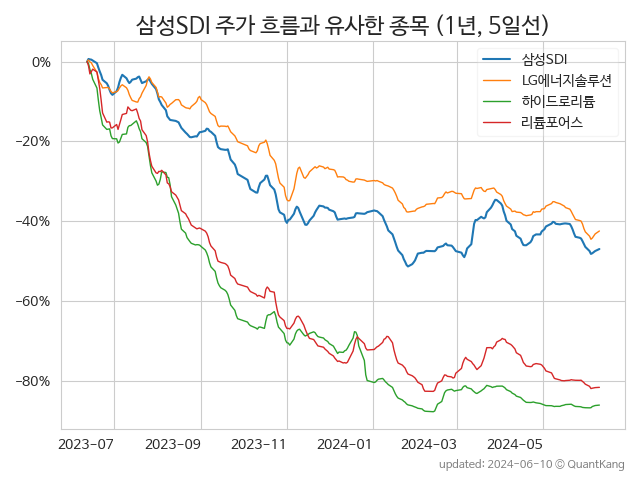 삼성SDI 주가 흐름과 유사한 종목 (1년, 5일선)
삼성SDI
LG에너지솔루션
하이드로리튬
리튬포어스
0%
−20%
−40%
−60%
−80%
2023-07 2023-09 2023-11 2024-01 2024-03 2024-05
updated: 2024-06-10 © QuantKang